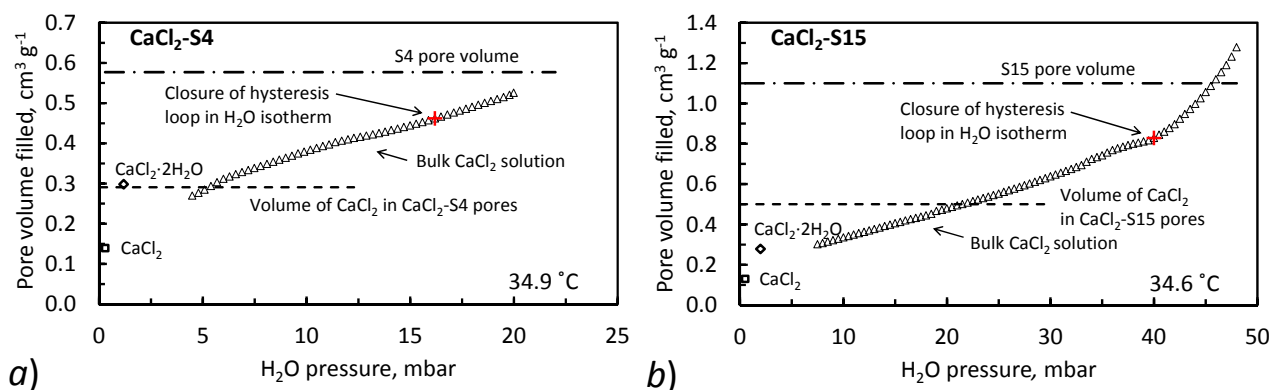 CaCl2-S4
S4 pore volume
Closure of hysteresis
loop in H2O isotherm
Bulk CaCl2 solution
CaCl2·2H2O
Volume of CaCl2 in CaCl2-S4 pores
CaCl2
34.9 ˚C
Pore volume filled, cm3 g-1
0.7
0.6
0.5
0.4
0.3
0.2
0.1
0.0
0 5 10 15 20 25
H2O pressure, mbar
a)
CaCl2-S15
S15 pore volume
Closure of hysteresis
loop in H2O isotherm
Volume of CaCl2
in CaCl2-S15 pores
CaCl2·2H2O
Bulk CaCl2 solution
CaCl2
34.6 ˚C
Pore volume filled, cm3 g-1
1.4
1.2
1.0
0.8
0.6
0.4
0.2
0.0
0 10 20 30 40 50
H2O pressure, mbar
b)